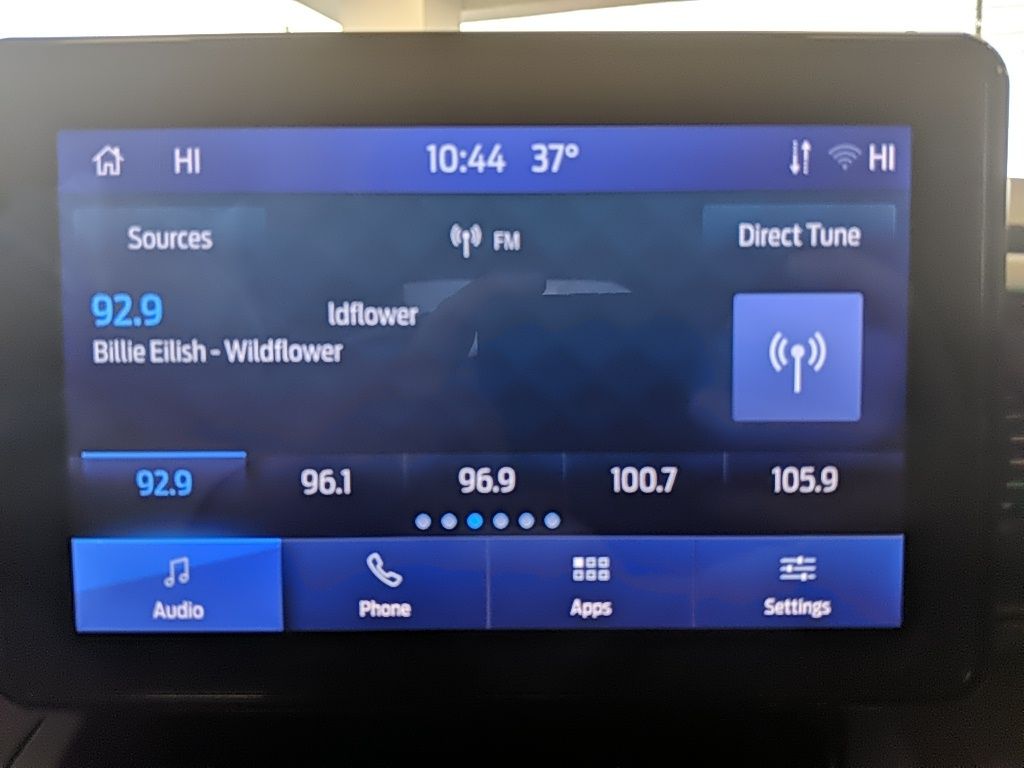 HI 10:44 37° HI
Sources FM Direct Tune
92.9 ldflower
Billie Eilish - Wildflower
92.9 96.1 96.9 100.7 105.9
Audio Phone Apps Settings